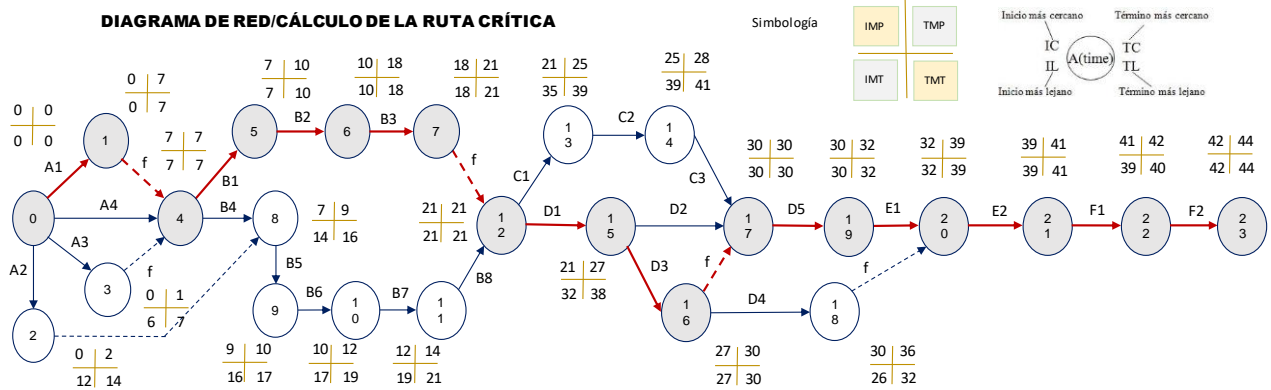 DIAGRAMA DE RED/CÁLCULO DE LA RUTA CRÍTICA
Simbología
IMP TMP
IMT TMT
Inicio más cercano
Término más cercano
IC TC
A(time)
IL TL
Inicio más lejano
Término más lejano
0 0
0 0
0 7
0 7
7 7
7 7
7 10
7 10
10 18
10 18
18 21
18 21
21 25
35 39
25 28
39 41
30 30
30 30
30 32
30 32
32 39
32 39
39 41
39 41
41 42
39 40
42 44
42 44
7 9
14 16
21 21
21 21
0 1
6 7
0 2
12 14
9 10
16 17
10 12
17 19
12 14
19 21
21 27
32 38
27 30
27 30
30 36
26 32
A1
f
B1
B2
B3
f
C1
C2
C3
A4
B4
A3
A2
f
B5
B6
B7
B8
D1
D2
D3
f
D4
D5
E1
f
E2
F1
F2
0
1
2
3
4
5
6
7
8
9
1
0
1
1
1
2
1
3
1
4
1
5
1
6
1
7
1
8
1
9
2
0
2
1
2
2
2
3